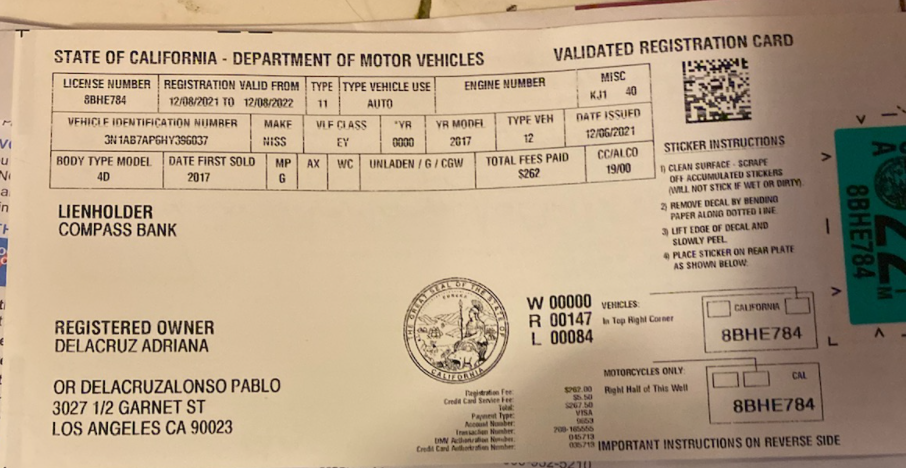 STATE OF CALIFORNIA - DEPARTMENT OF MOTOR VEHICLES
VALIDATED REGISTRATION CARD
LICENSE NUMBER REGISTRATION VALID FROM TYPE TYPE VEHICLE USE ENGINE NUMBER MISC
8BHE784 12/08/2021 TO 12/08/2022 11 AUTO KJ1 40
VEHICLE IDENTIFICATION NUMBER MAKE VLF CLASS *YR YR MODEL TYPE VEH DATE ISSUED
3N1AB7AP6HY396037 NISS EY 0000 2017 12 12/06/2021
BODY TYPE MODEL DATE FIRST SOLD MP AX WC UNLADEN / G / CGW TOTAL FEES PAID CC/ALCO
4D 2017 G $262 19/00
STICKER INSTRUCTIONS
1) CLEAN SURFACE - SCRAPE
OFF ACCUMULATED STICKERS
(WILL NOT STICK IF WET OR DIRTY).
2) REMOVE DECAL BY BENDING
PAPER ALONG DOTTED LINE.
3) LIFT EDGE OF DECAL AND
SLOWLY PEEL.
4) PLACE STICKER ON REAR PLATE
AS SHOWN BELOW.
LIENHOLDER
COMPASS BANK
REGISTERED OWNER
DELACRUZ ADRIANA
OR DELACRUZALONSO PABLO
3027 1/2 GARNET ST
LOS ANGELES CA 90023
THE GREAT SEAL OF THE STATE OF CALIFORNIA
W 00000
R 00147
L 00084
VEHICLES:
In Top Right Corner
CALIFORNIA
8BHE784
MOTORCYCLES ONLY:
Right Half of This Well
CAL
8BHE784
Registration Fee: $262.00
Credit Card Service Fee: $5.50
Total: $267.50
Payment Type: VISA
Account Number:
Transaction Number:
DMV Authorization Number: 045713
Credit Card Authorization Number:
IMPORTANT INSTRUCTIONS ON REVERSE SIDE
CA
22
8BHE784